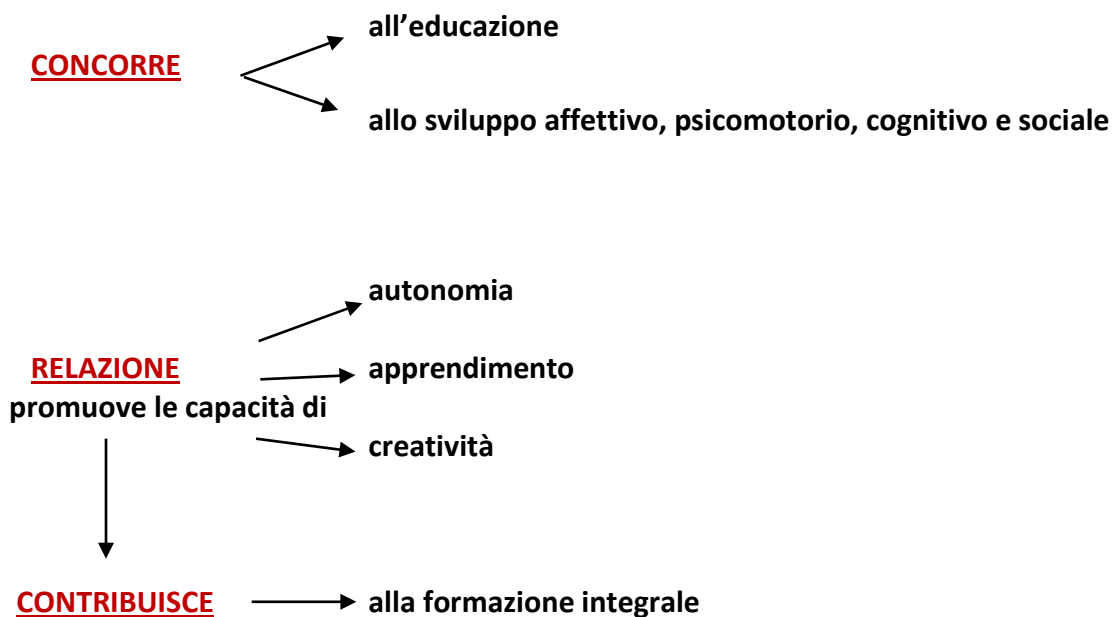 all’educazione
CONCORRE
allo sviluppo affettivo, psicomotorio, cognitivo e sociale
autonomia
RELAZIONE
apprendimento
promuove le capacità di
creatività
CONTRIBUISCE
alla formazione integrale